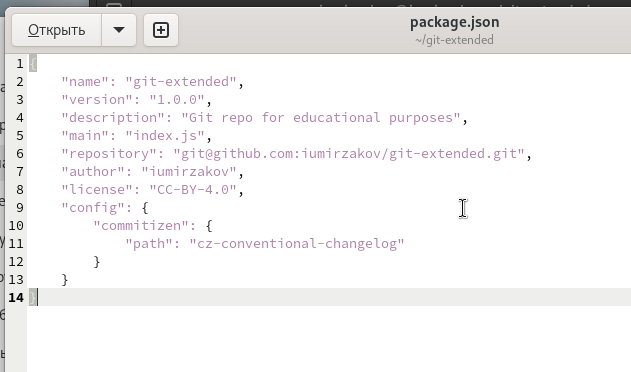 package.json
Открыть
~/git-extended
1 {
2     "name": "git-extended",
3     "version": "1.0.0",
4     "description": "Git repo for educational purposes",
5     "main": "index.js",
6     "repository": "git@github.com:iumirzakov/git-extended.git",
7     "author": "iumirzakov",
8     "license": "CC-BY-4.0",
9     "config": {
10         "commitizen": {
11             "path": "cz-conventional-changelog"
12         }
13     }
14 }